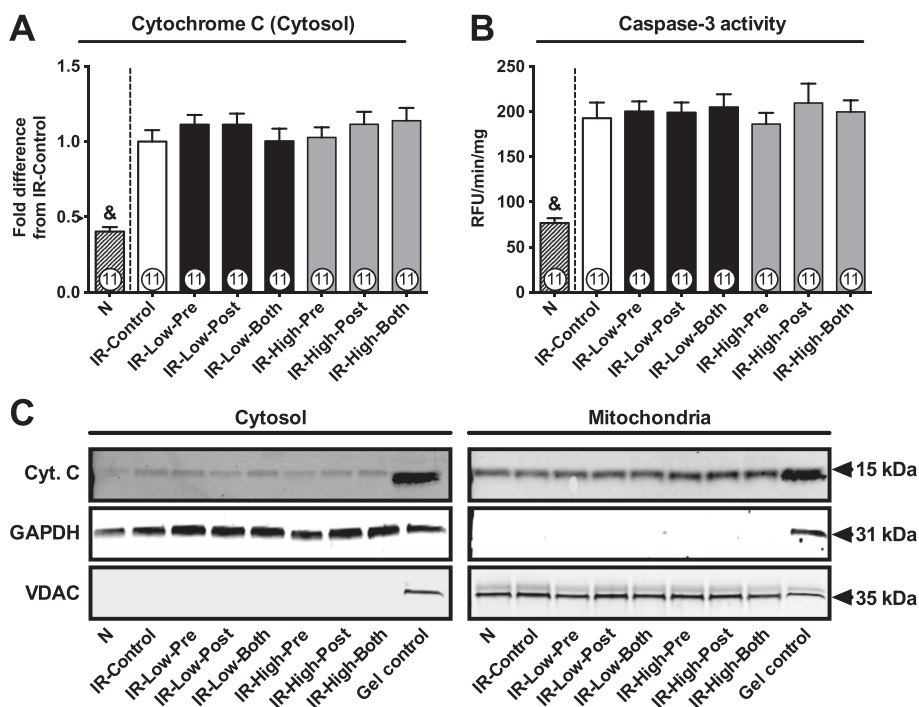 A
Cytochrome C (Cytosol)
Fold difference
from IR-Control
1.5
1.0
0.5
0.0
&
11 11 11 11 11 11 11 11
N
IR-Control
IR-Low-Pre
IR-Low-Post
IR-Low-Both
IR-High-Pre
IR-High-Post
IR-High-Both
B
Caspase-3 activity
RFU/min/mg
250
200
150
100
50
0
&
11 11 11 11 11 11 11 11
N
IR-Control
IR-Low-Pre
IR-Low-Post
IR-Low-Both
IR-High-Pre
IR-High-Post
IR-High-Both
C
Cytosol
Mitochondria
Cyt. C
15 kDa
GAPDH
31 kDa
VDAC
35 kDa
N
IR-Control
IR-Low-Pre
IR-Low-Post
IR-Low-Both
IR-High-Pre
IR-High-Post
IR-High-Both
Gel control
N
IR-Control
IR-Low-Pre
IR-Low-Post
IR-Low-Both
IR-High-Pre
IR-High-Post
IR-High-Both
Gel control